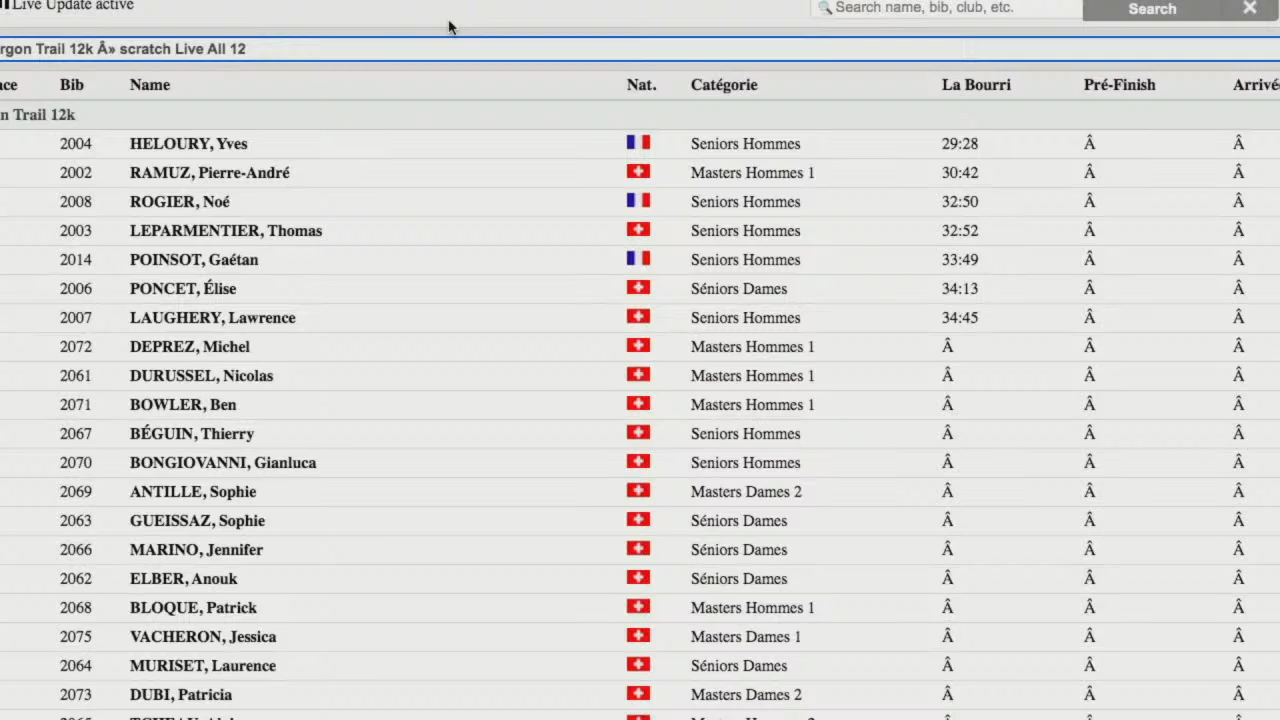 Live Update active
Search name, bib, club, etc.
Search
rgon Trail 12k Â» scratch Live All 12
Bib Name Nat. Catégorie La Bourri Pré-Finish Arrivé
n Trail 12k
2004 HELOURY, Yves Seniors Hommes 29:28 Â Â
2002 RAMUZ, Pierre-André Masters Hommes 1 30:42 Â Â
2008 ROGIER, Noé Seniors Hommes 32:50 Â Â
2003 LEPARMENTIER, Thomas Seniors Hommes 32:52 Â Â
2014 POINSOT, Gaétan Seniors Hommes 33:49 Â Â
2006 PONCET, Élise Séniors Dames 34:13 Â Â
2007 LAUGHERY, Lawrence Seniors Hommes 34:45 Â Â
2072 DEPREZ, Michel Masters Hommes 1 Â Â Â
2061 DURUSSEL, Nicolas Masters Hommes 1 Â Â Â
2071 BOWLER, Ben Masters Hommes 1 Â Â Â
2067 BÉGUIN, Thierry Seniors Hommes Â Â Â
2070 BONGIOVANNI, Gianluca Seniors Hommes Â Â Â
2069 ANTILLE, Sophie Masters Dames 2 Â Â Â
2063 GUEISSAZ, Sophie Séniors Dames Â Â Â
2066 MARINO, Jennifer Séniors Dames Â Â Â
2062 ELBER, Anouk Séniors Dames Â Â Â
2068 BLOQUE, Patrick Masters Hommes 1 Â Â Â
2075 VACHERON, Jessica Masters Dames 1 Â Â Â
2064 MURISET, Laurence Séniors Dames Â Â Â
2073 DUBI, Patricia Masters Dames 2 Â Â Â